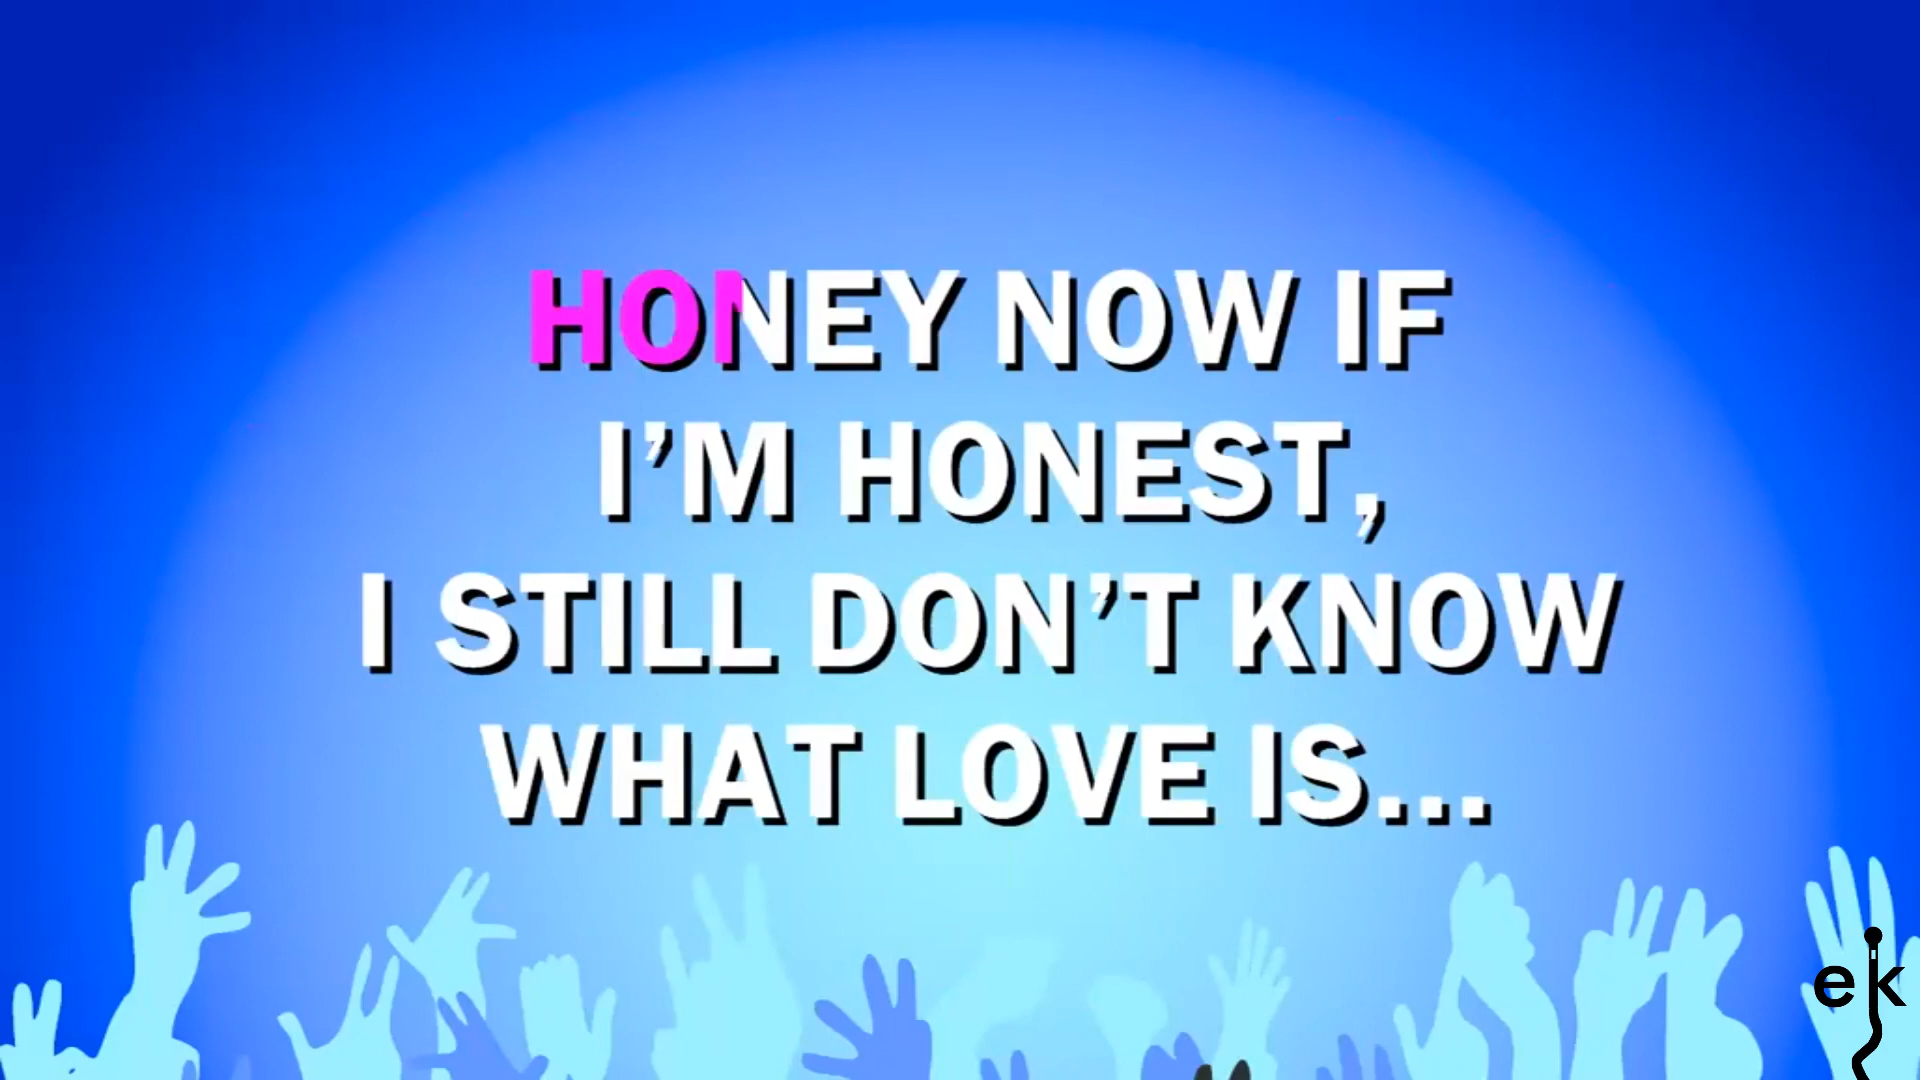 HONEY NOW IF
I’M HONEST,
I STILL DON’T KNOW
WHAT LOVE IS...
ek